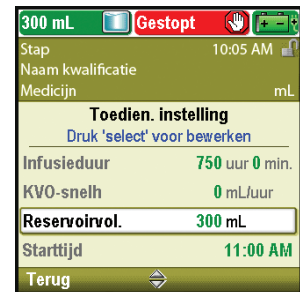 300 mL Gestopt
Stap 10:05 AM
Naam kwalificatie
Medicijn mL
Toedien. instelling
Druk 'select' voor bewerken
Infusieduur 750 uur 0 min.
KVO-snelh 0 mL/uur
Reservoirvol. 300 mL
Starttijd 11:00 AM
Terug